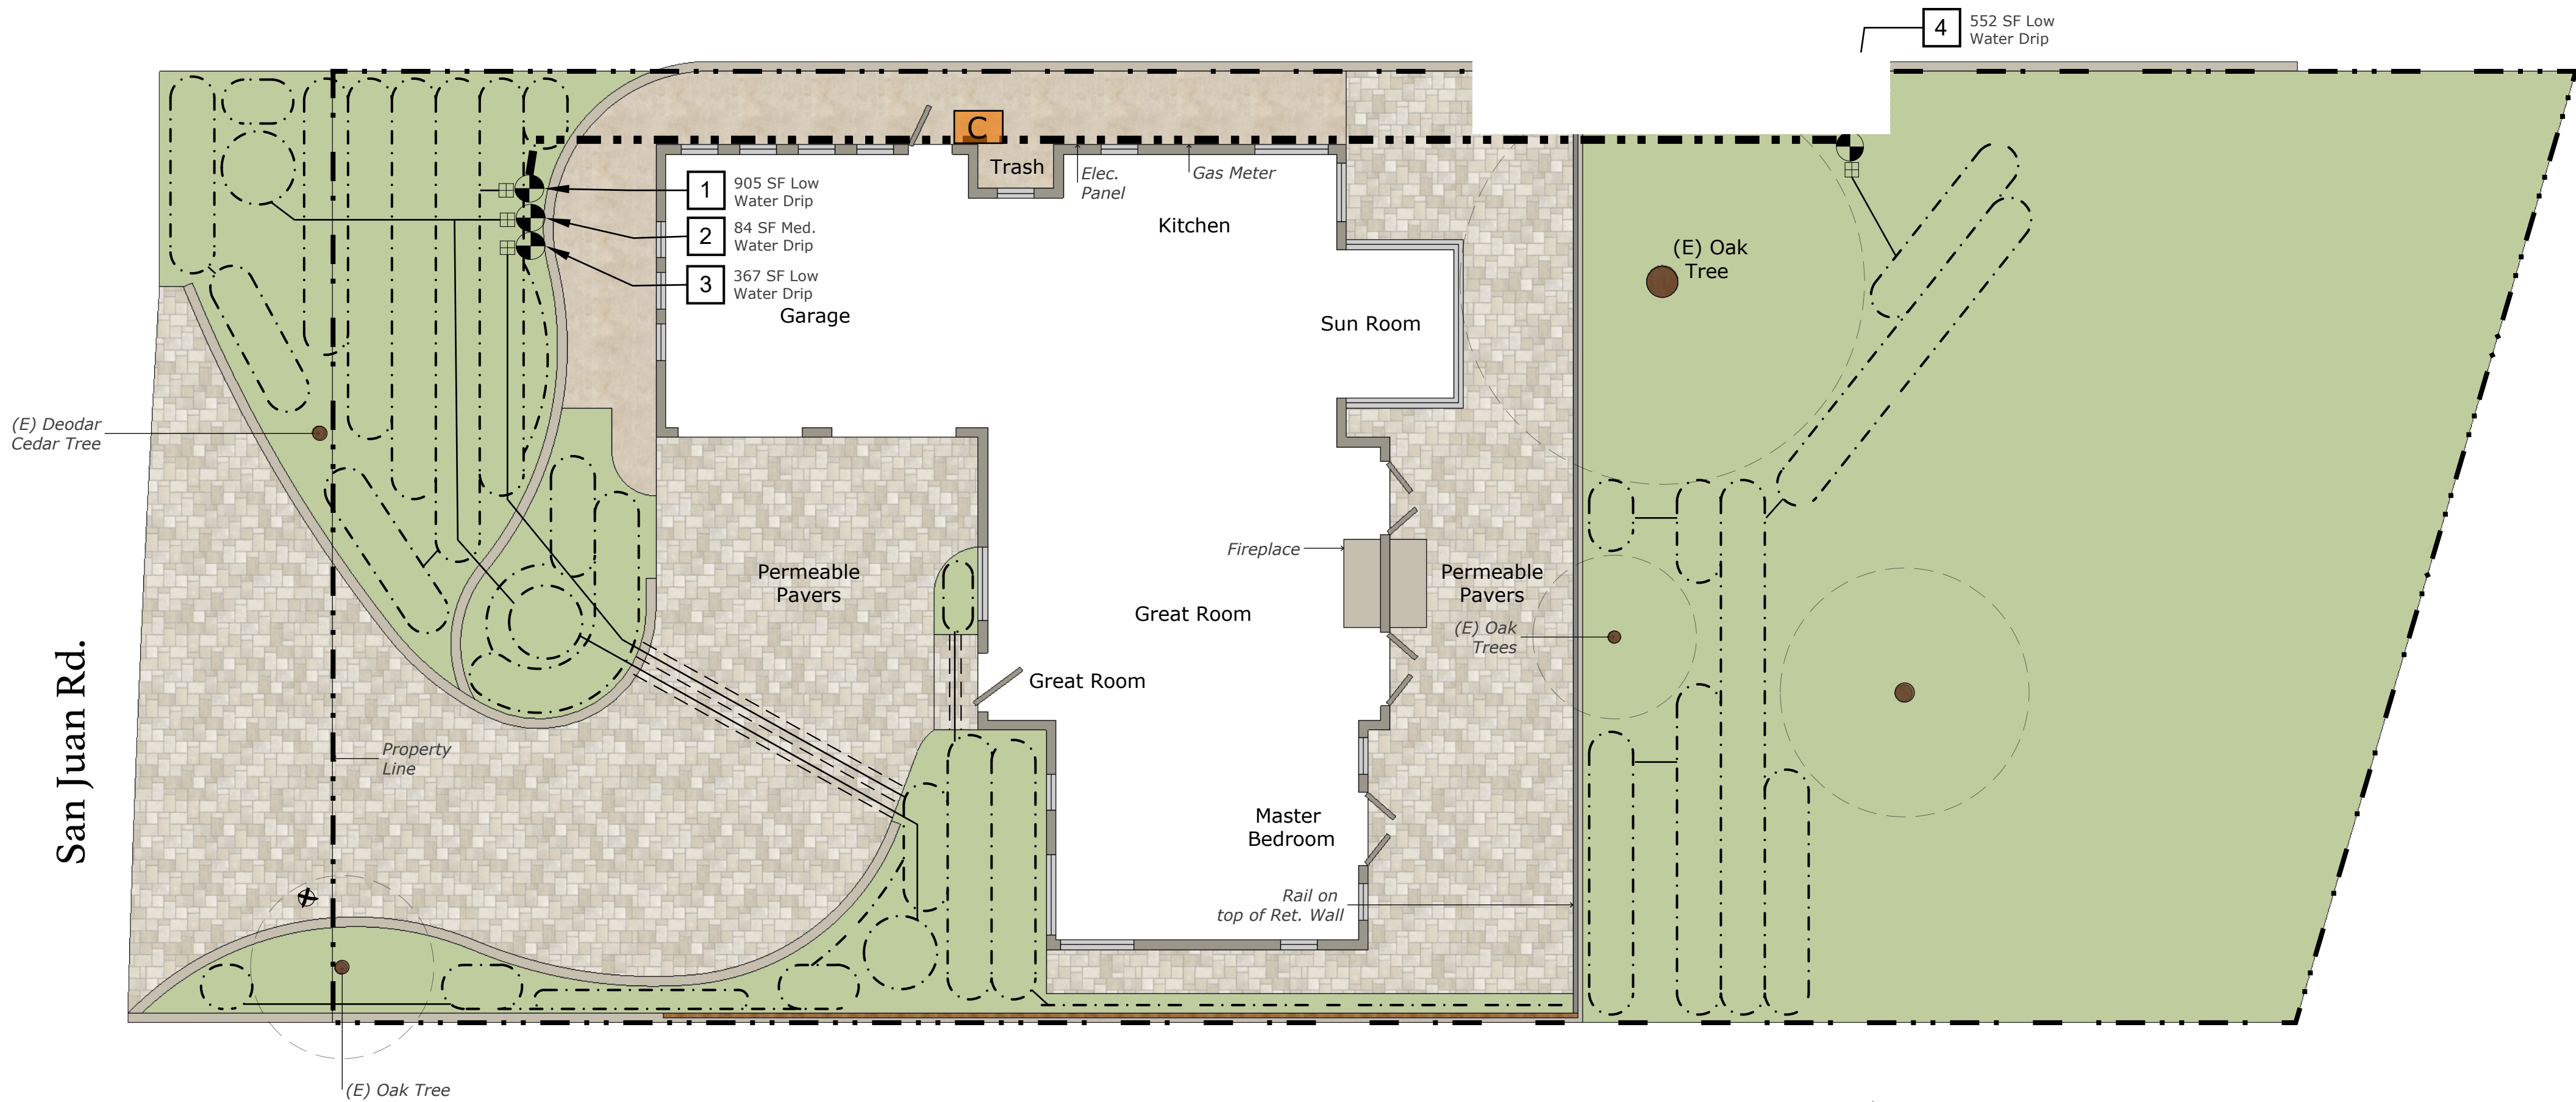 4
552 SF Low
Water Drip
C
Trash
Elec.
Panel
Gas Meter
1
905 SF Low
Water Drip
2
84 SF Med.
Water Drip
3
367 SF Low
Water Drip
Garage
Kitchen
Sun Room
(E) Oak
Tree
(E) Deodar
Cedar Tree
Permeable
Pavers
Fireplace
Permeable
Pavers
Great Room
(E) Oak
Trees
Great Room
San Juan Rd.
Property
Line
Master
Bedroom
Rail on
top of Ret. Wall
(E) Oak Tree